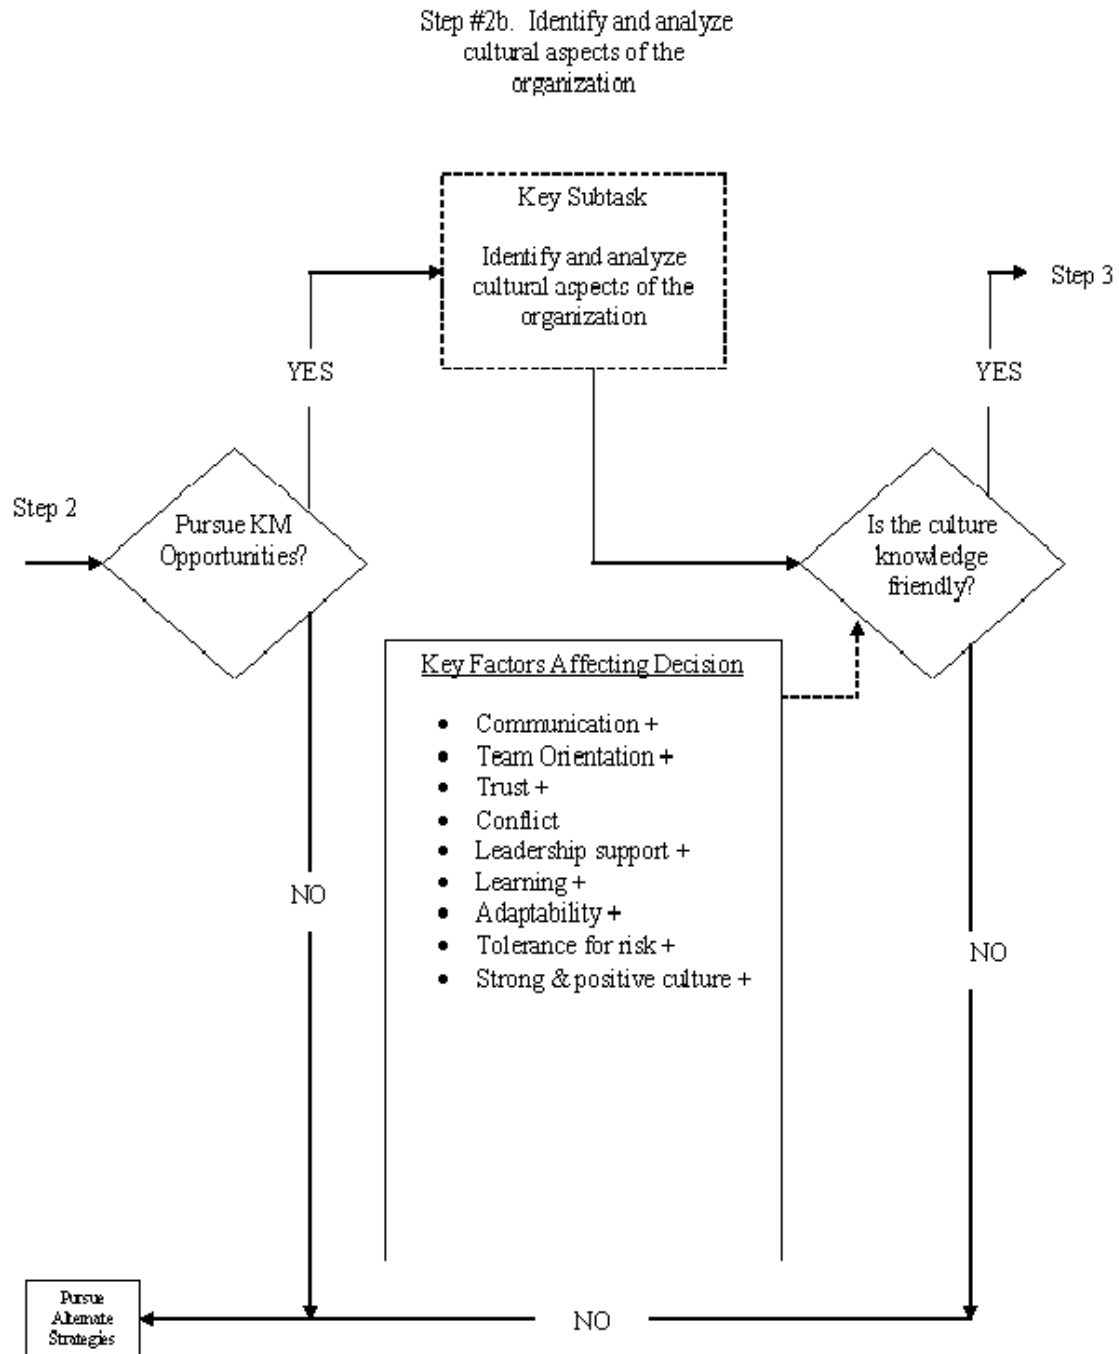 Step #2b. Identify and analyze
cultural aspects of the
organization
Key Subtask
Identify and analyze
cultural aspects of the
organization
Step 3
YES
YES
Step 2
Pursue KM
Opportunities?
Is the culture
knowledge
friendly?
Key Factors Affecting Decision
• Communication +
• Team Orientation +
• Trust +
• Conflict
• Leadership support +
• Learning +
• Adaptability +
• Tolerance for risk +
• Strong & positive culture +
NO
NO
Pursue
Alternate
Strategies
NO